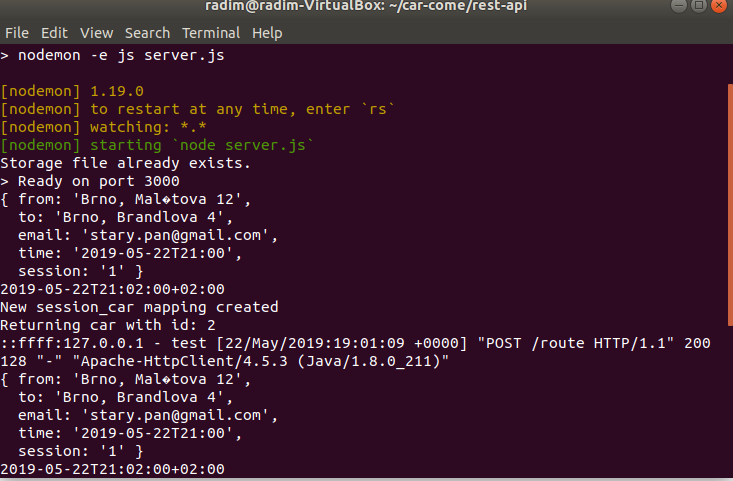 radim@radim-VirtualBox: ~/car-come/rest-api
File Edit View Search Terminal Help
> nodemon -e js server.js
[nodemon] 1.19.0
[nodemon] to restart at any time, enter `rs`
[nodemon] watching: *.*
[nodemon] starting `node server.js`
Storage file already exists.
> Ready on port 3000
{ from: 'Brno, Mal�tova 12',
to: 'Brno, Brandlova 4',
email: 'stary.pan@gmail.com',
time: '2019-05-22T21:00',
session: '1' }
2019-05-22T21:02:00+02:00
New session_car mapping created
Returning car with id: 2
::ffff:127.0.0.1 - test [22/May/2019:19:01:09 +0000] "POST /route HTTP/1.1" 200
128 "-" "Apache-HttpClient/4.5.3 (Java/1.8.0_211)"
{ from: 'Brno, Mal�tova 12',
to: 'Brno, Brandlova 4',
email: 'stary.pan@gmail.com',
time: '2019-05-22T21:00',
session: '1' }
2019-05-22T21:02:00+02:00